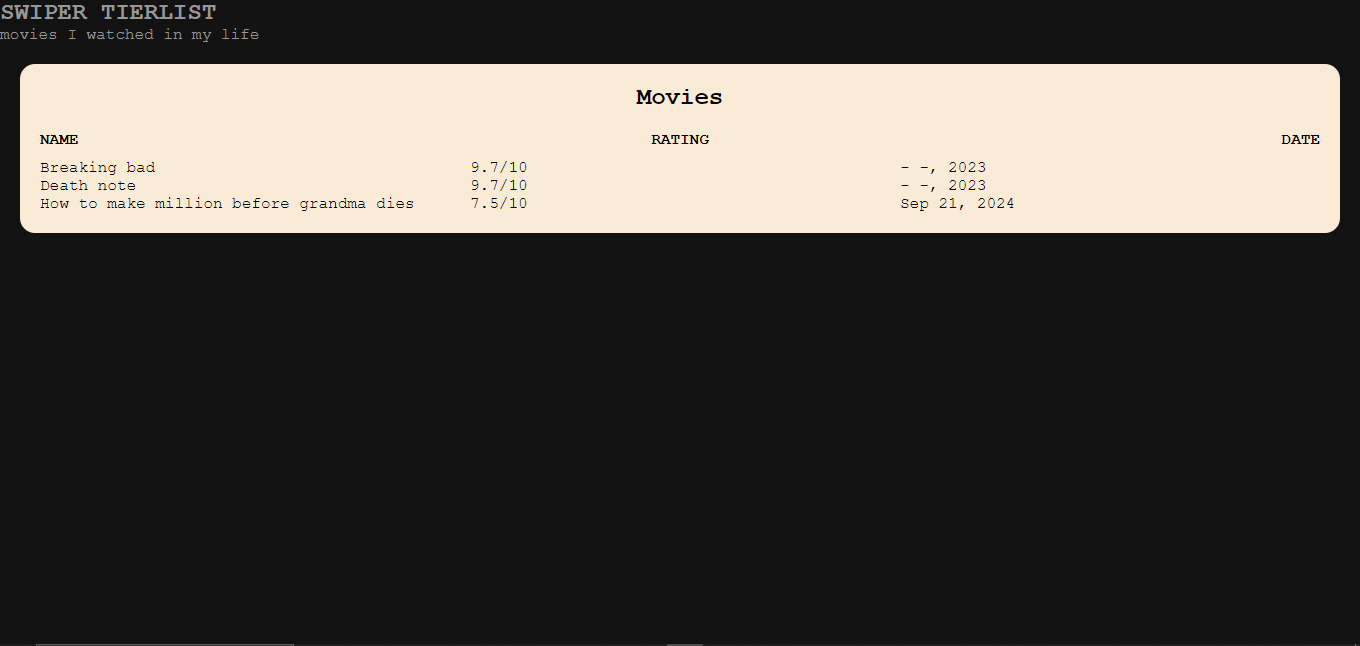 SWIPER TIERLIST
movies I watched in my life
Movies
NAME RATING DATE
Breaking bad 9.7/10 - -, 2023
Death note 9.7/10 - -, 2023
How to make million before grandma dies 7.5/10 Sep 21, 2024